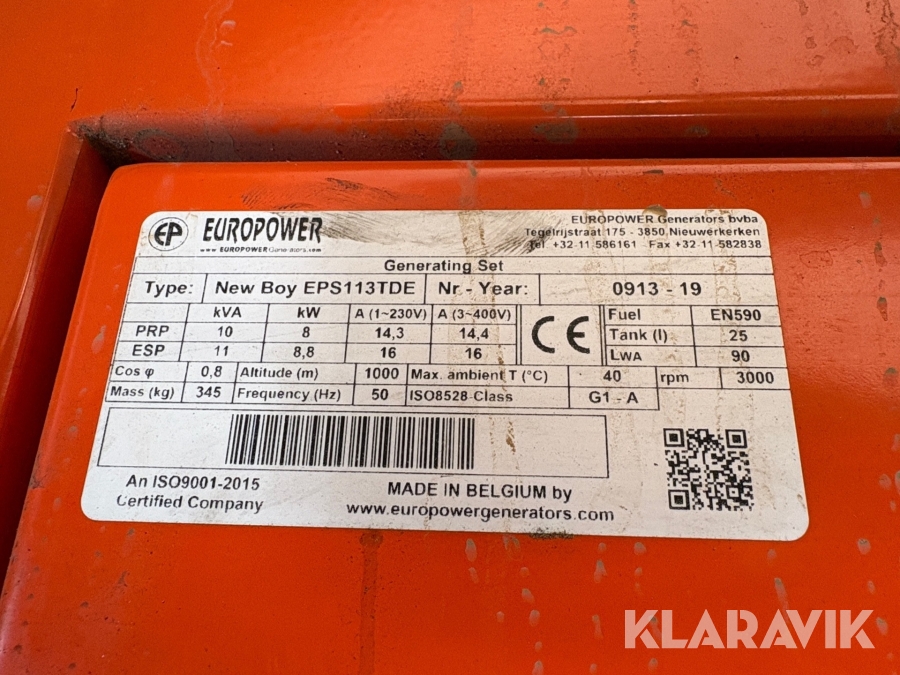 EP EUROPOWER
www.EUROPOWERGenerators.com
EUROPOWER Generators bvba
Tegelrijstraat 175 - 3850 Nieuwerkerken
Tel +32-11-586161 Fax +32-11-582838
Generating Set
Type: New Boy EPS113TDE Nr - Year: 0913 - 19
kVA kW A (1~230V) A (3~400V) Fuel EN590
PRP 10 8 14,3 14,4 CE Tank (l) 25
ESP 11 8,8 16 16 LWA 90
Cos φ 0,8 Altitude (m) 1000 Max. ambient T (°C) 40 rpm 3000
Mass (kg) 345 Frequency (Hz) 50 ISO8528-Class G1 - A
An ISO9001-2015
Certified Company
MADE IN BELGIUM by
www.europowergenerators.com
KLARAVIK